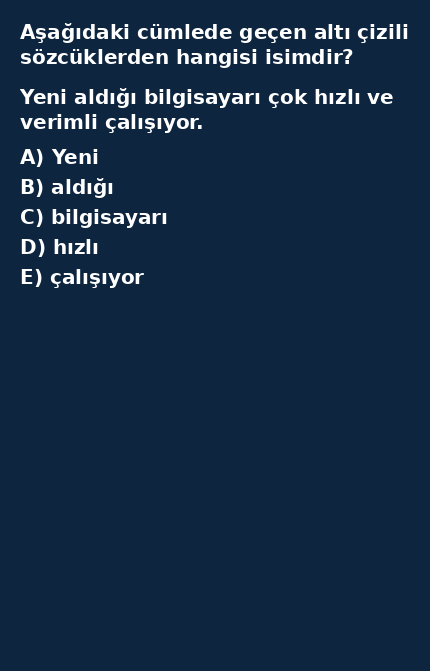 Aşağıdaki cümlede geçen altı çizili
sözcüklerden hangisi isimdir?
Yeni aldığı bilgisayarı çok hızlı ve
verimli çalışıyor.
A) Yeni
B) aldığı
C) bilgisayarı
D) hızlı
E) çalışıyor